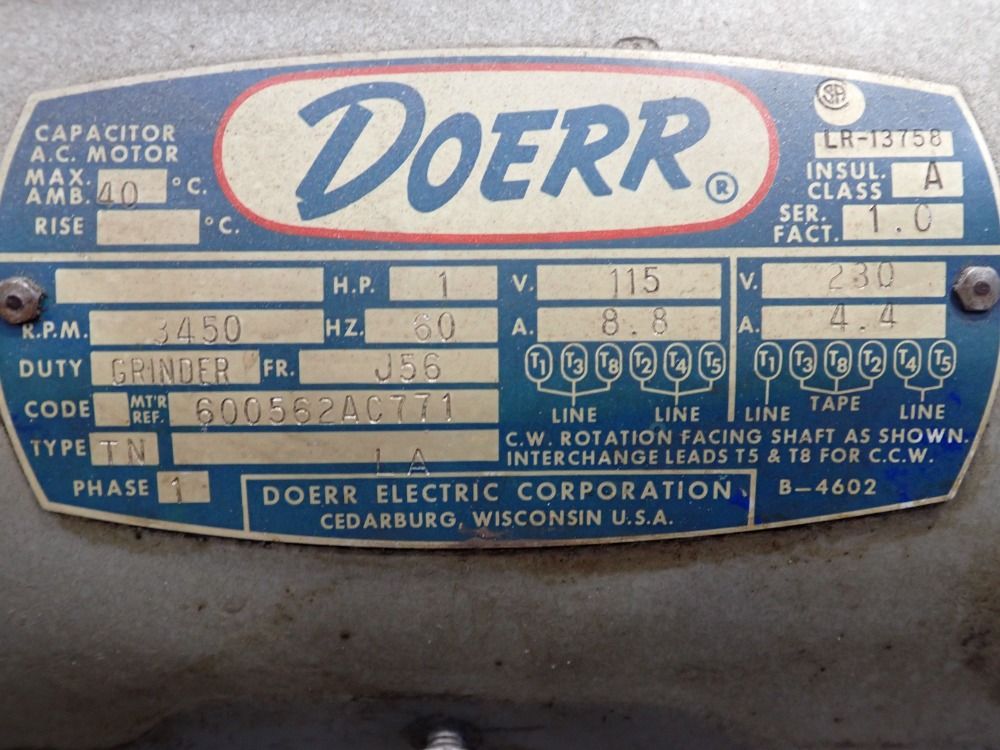 DOERR ®
CAPACITOR
A.C. MOTOR
MAX. AMB. 40 °C.
RISE °C.
SA
LR-13758
INSUL. CLASS A
SER. FACT. 1.0
H.P. 1
R.P.M. 3450 HZ. 60
DUTY GRINDER FR. J56
CODE MT'R REF. 600562AC771
TYPE TN LA
PHASE 1
V. 115
A. 8.8
T1 T3 T8 T2 T4 T5
LINE LINE
V. 230
A. 4.4
T1 T3 T8 T2 T4 T5
LINE TAPE LINE
C.W. ROTATION FACING SHAFT AS SHOWN.
INTERCHANGE LEADS T5 & T8 FOR C.C.W.
DOERR ELECTRIC CORPORATION
CEDARBURG, WISCONSIN U.S.A.
B-4602